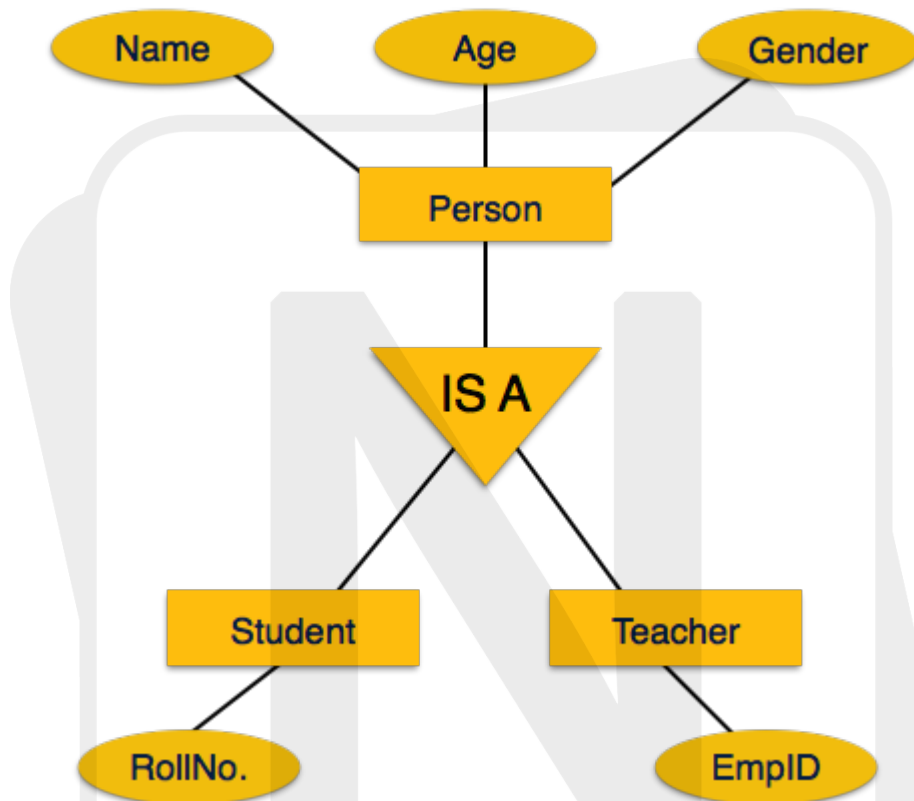 Name
Age
Gender
Person
IS A
Student
Teacher
RollNo.
EmpID